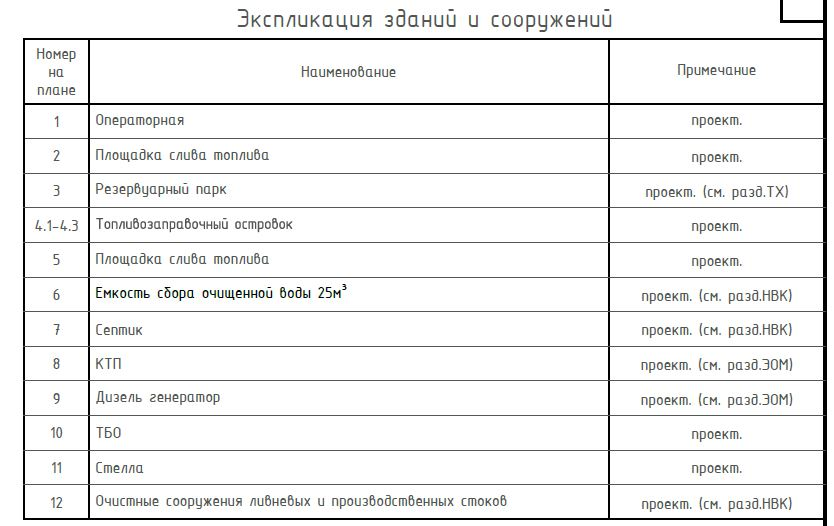 Экспликация зданий и сооружений
Номер на плане Наименование Примечание
1 Операторная проект.
2 Площадка слива топлива проект.
3 Резервуарный парк проект. (см. разд.ТХ)
4.1-4.3 Топливозаправочный островок проект.
5 Площадка слива топлива проект.
6 Емкость сбора очищенной воды 25м³ проект. (см. разд.НВК)
7 Септик проект. (см. разд.НВК)
8 КТП проект. (см. разд.ЭОМ)
9 Дизель генератор проект. (см. разд.ЭОМ)
10 ТБО проект.
11 Стелла проект.
12 Очистные сооружения ливневых и производственных стоков проект. (см. разд.НВК)